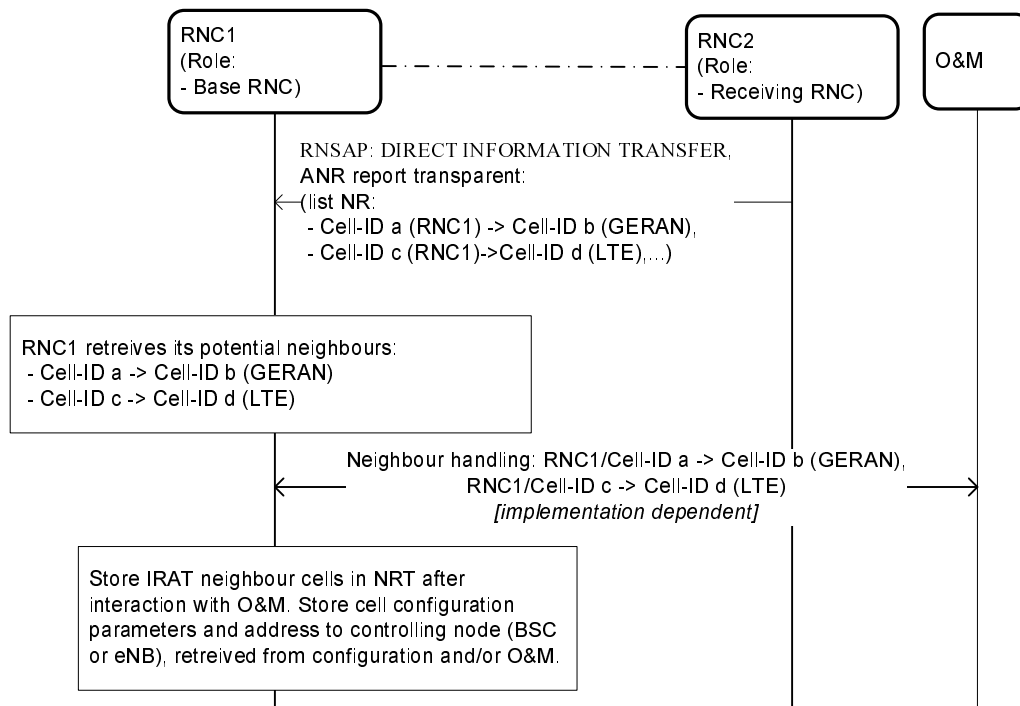 RNC1
(Role:
- Base RNC)
RNC2
(Role:
- Receiving RNC)
O&M
RNSAP: DIRECT INFORMATION TRANSFER,
ANR report transparent:
(list NR:
- Cell-ID a (RNC1) -> Cell-ID b (GERAN),
- Cell-ID c (RNC1)->Cell-ID d (LTE),...)
RNC1 retreives its potential neighbours:
- Cell-ID a -> Cell-ID b (GERAN)
- Cell-ID c -> Cell-ID d (LTE)
Neighbour handling: RNC1/Cell-ID a -> Cell-ID b (GERAN),
RNC1/Cell-ID c -> Cell-ID d (LTE)
[implementation dependent]
Store IRAT neighbour cells in NRT after
interaction with O&M. Store cell configuration
parameters and address to controlling node (BSC
or eNB), retreived from configuration and/or O&M.